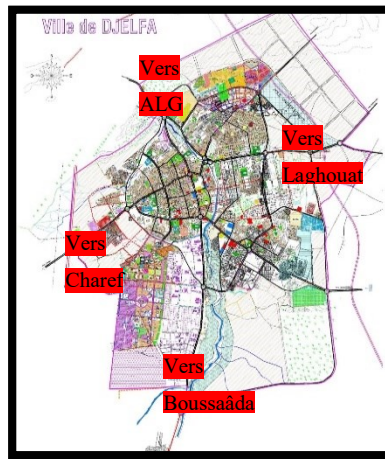 Ville de DJELFA
Vers
ALG
Vers
Laghouat
Vers
Charef
Vers
Boussaâda